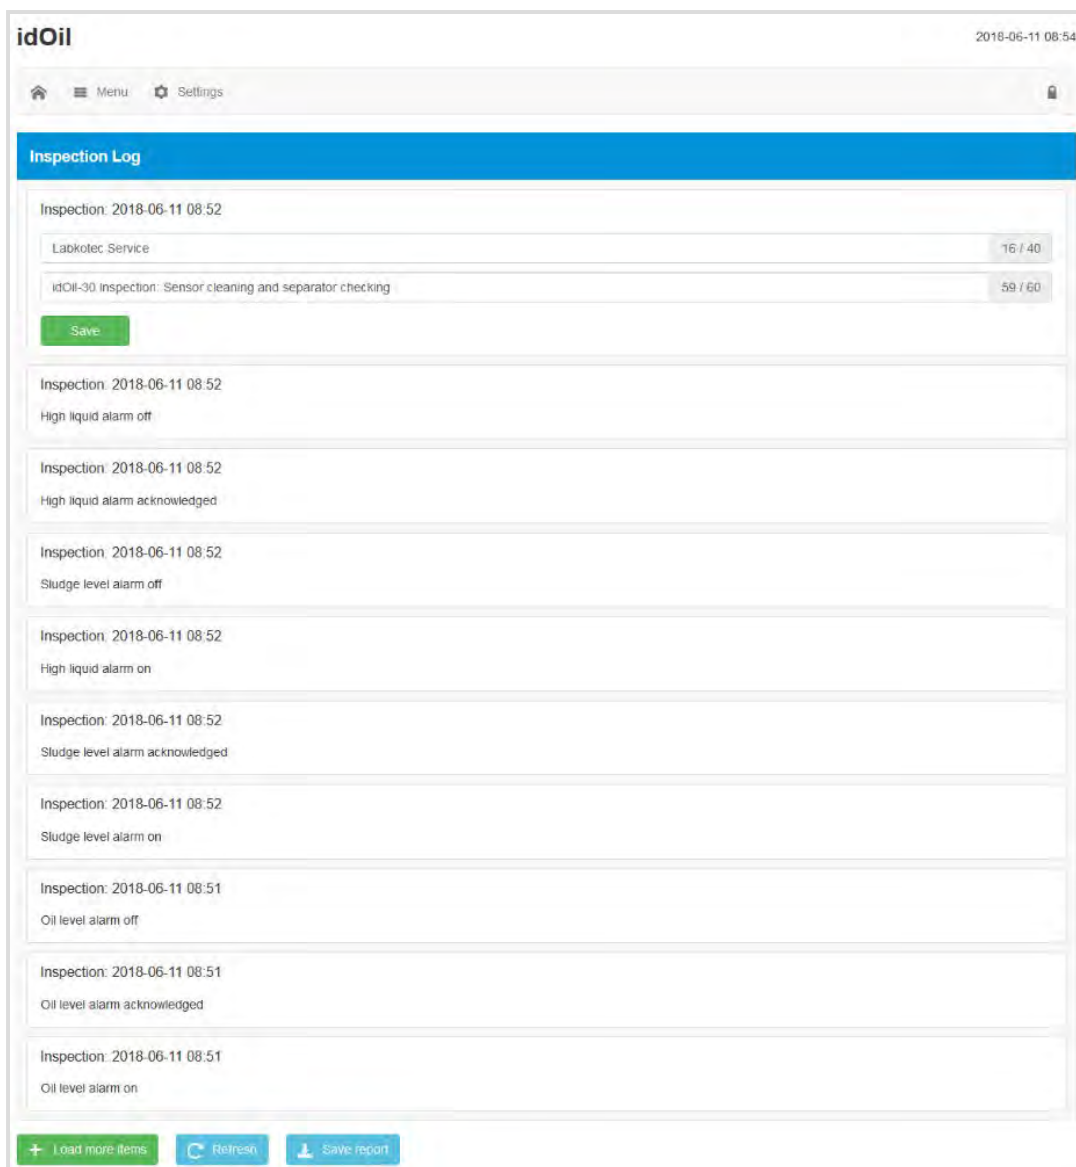 idOil
2018-06-11 08:54
Menu Settings
Inspection Log
Inspection: 2018-06-11 08:52
Labkotec Service 16 / 40
idOil-30 Inspection: Sensor cleaning and separator checking 59 / 60
Save
Inspection: 2018-06-11 08:52
High liquid alarm off
Inspection: 2018-06-11 08:52
High liquid alarm acknowledged
Inspection: 2018-06-11 08:52
Sludge level alarm off
Inspection: 2018-06-11 08:52
High liquid alarm on
Inspection: 2018-06-11 08:52
Sludge level alarm acknowledged
Inspection: 2018-06-11 08:52
Sludge level alarm on
Inspection: 2018-06-11 08:51
Oil level alarm off
Inspection: 2018-06-11 08:51
Oil level alarm acknowledged
Inspection: 2018-06-11 08:51
Oil level alarm on
Load more items Refresh Save report